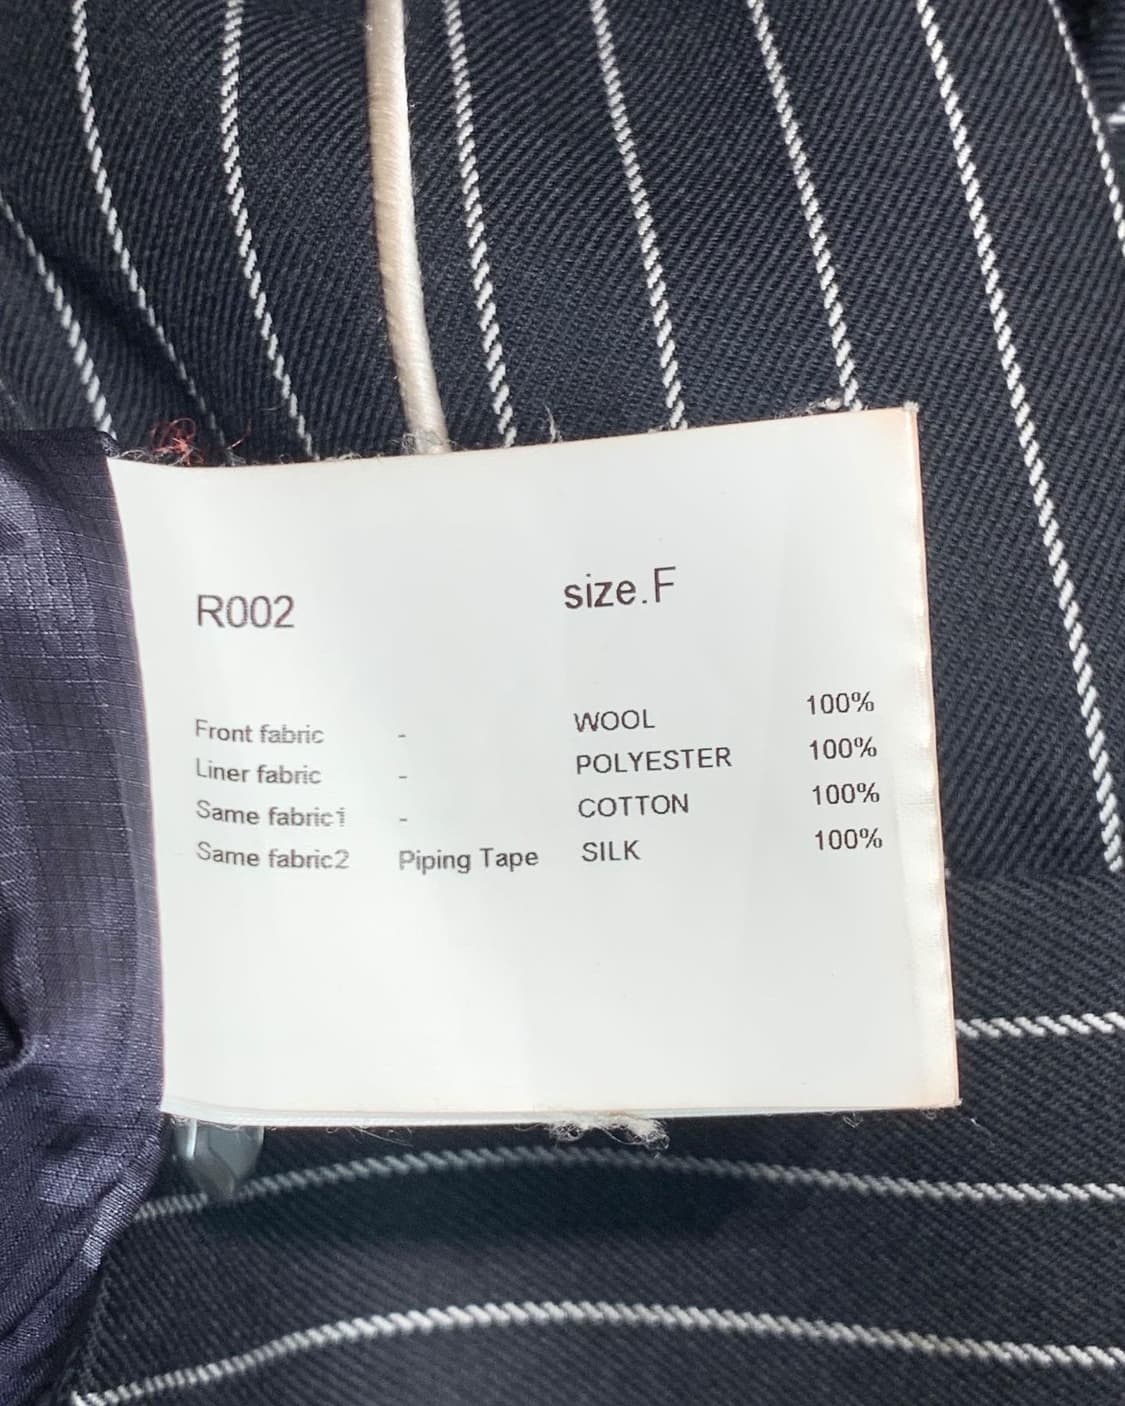 R002 size.F
Front fabric - WOOL 100%
Liner fabric - POLYESTER 100%
Same fabric1 - COTTON 100%
Same fabric2 Piping Tape SILK 100%